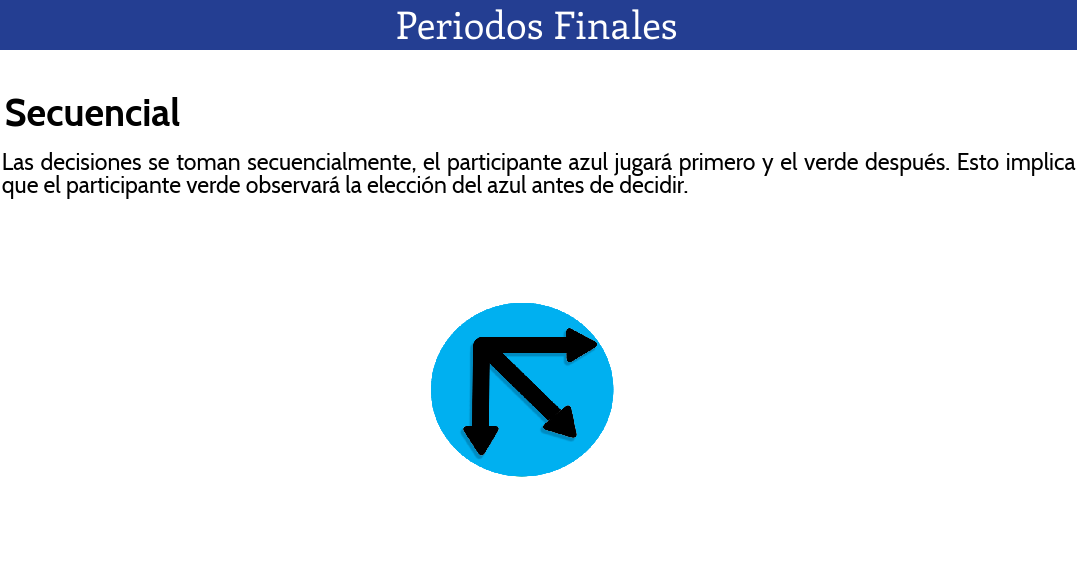 Periodos Finales
Secuencial
Las decisiones se toman secuencialmente, el participante azul jugará primero y el verde después. Esto implica
que el participante verde observará la elección del azul antes de decidir.